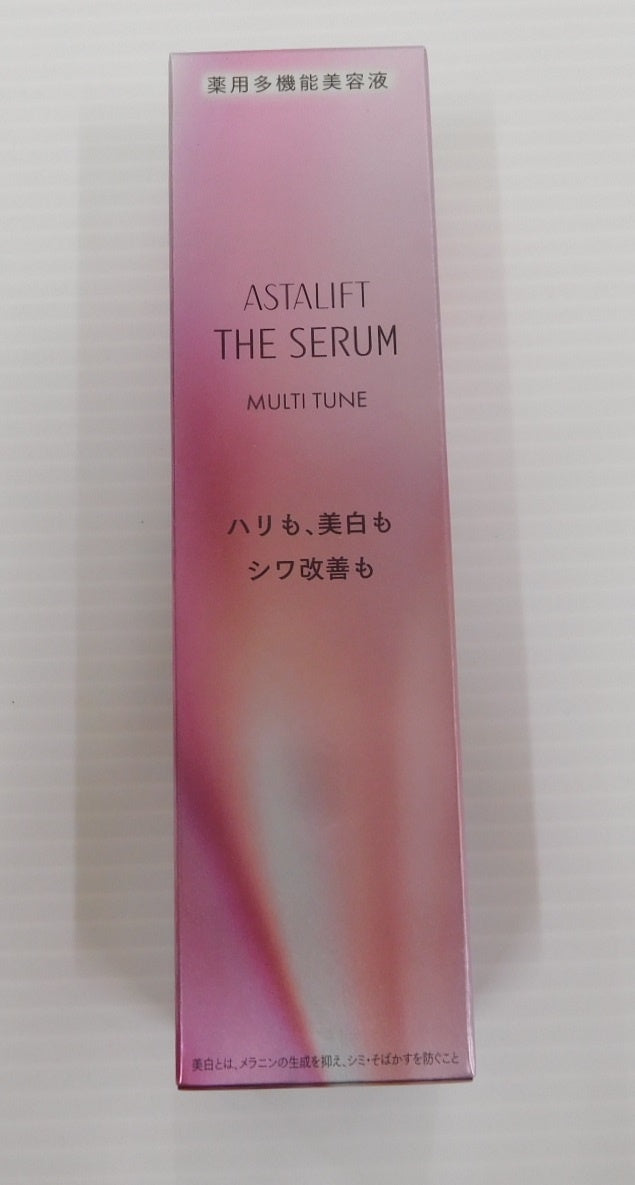 薬用多機能美容液
ASTALIFT
THE SERUM
MULTI TUNE
ハリも、美白も
シワ改善も
美白とは、メラニンの生成を抑え、シミ・そばかすを防ぐこと